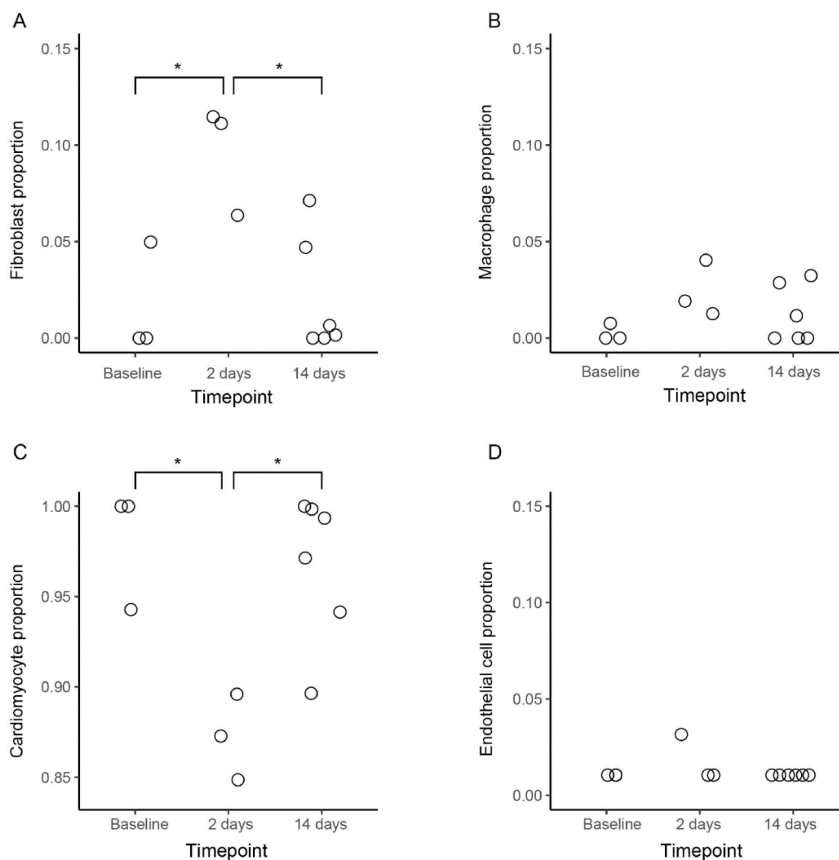 A
0.15
0.10
0.05
0.00
Fibroblast proportion
* *
Baseline 2 days 14 days
Timepoint
B
0.15
0.10
0.05
0.00
Macrophage proportion
Baseline 2 days 14 days
Timepoint
C
1.00
0.95
0.90
0.85
Cardiomyocyte proportion
* *
Baseline 2 days 14 days
Timepoint
D
0.15
0.10
0.05
0.00
Endothelial cell proportion
Baseline 2 days 14 days
Timepoint